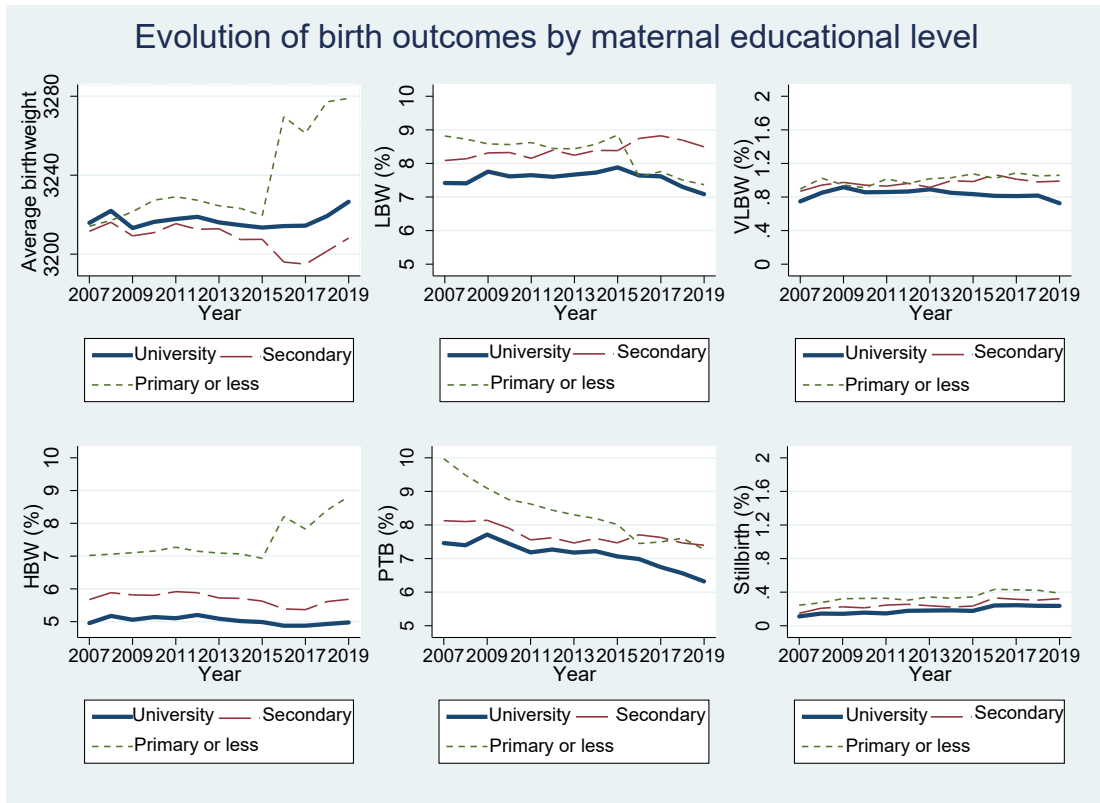 Evolution of birth outcomes by maternal educational level
Average birthweight
3280
3240
3200
2007 2009 2011 2013 2015 2017 2019
Year
University Secondary
Primary or less
LBW (%)
10
9
8
7
6
5
2007 2009 2011 2013 2015 2017 2019
Year
University Secondary
Primary or less
VLBW (%)
2
1.6
1.2
.8
.4
0
2007 2009 2011 2013 2015 2017 2019
Year
University Secondary
Primary or less
HBW (%)
10
9
8
7
6
5
2007 2009 2011 2013 2015 2017 2019
Year
University Secondary
Primary or less
PTB (%)
10
9
8
7
6
5
2007 2009 2011 2013 2015 2017 2019
Year
University Secondary
Primary or less
Stillbirth (%)
2
1.6
1.2
.8
.4
0
2007 2009 2011 2013 2015 2017 2019
Year
University Secondary
Primary or less